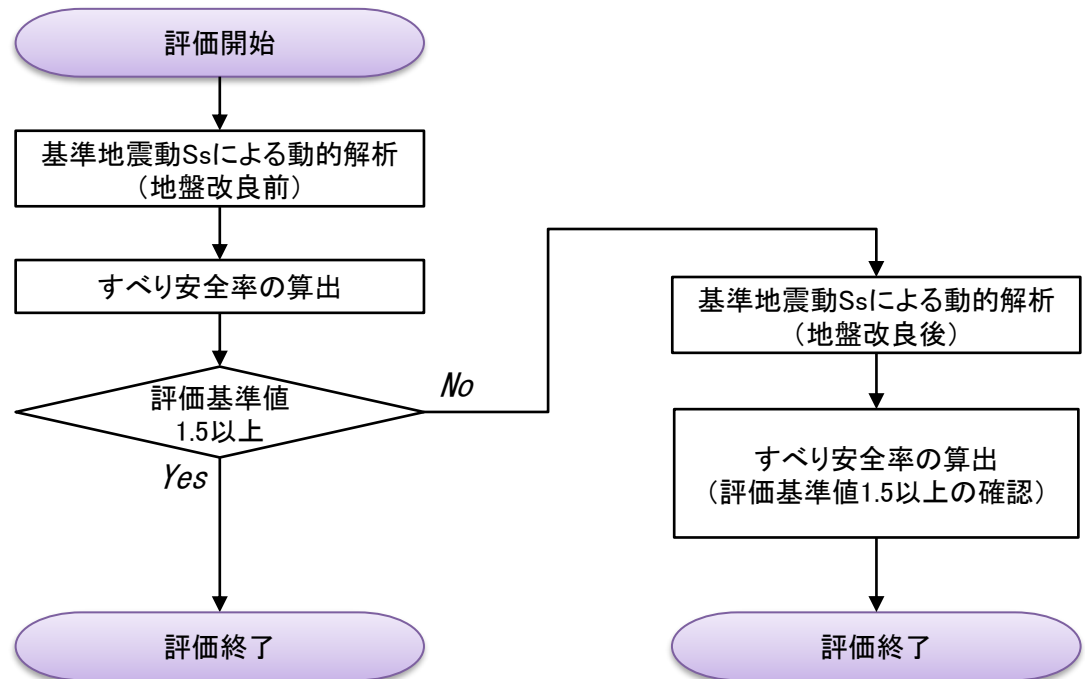 評価開始
基準地震動Ssによる動的解析
（地盤改良前）
すべり安全率の算出
評価基準値
1.5以上
No
Yes
評価終了
基準地震動Ssによる動的解析
（地盤改良後）
すべり安全率の算出
（評価基準値1.5以上の確認）
評価終了